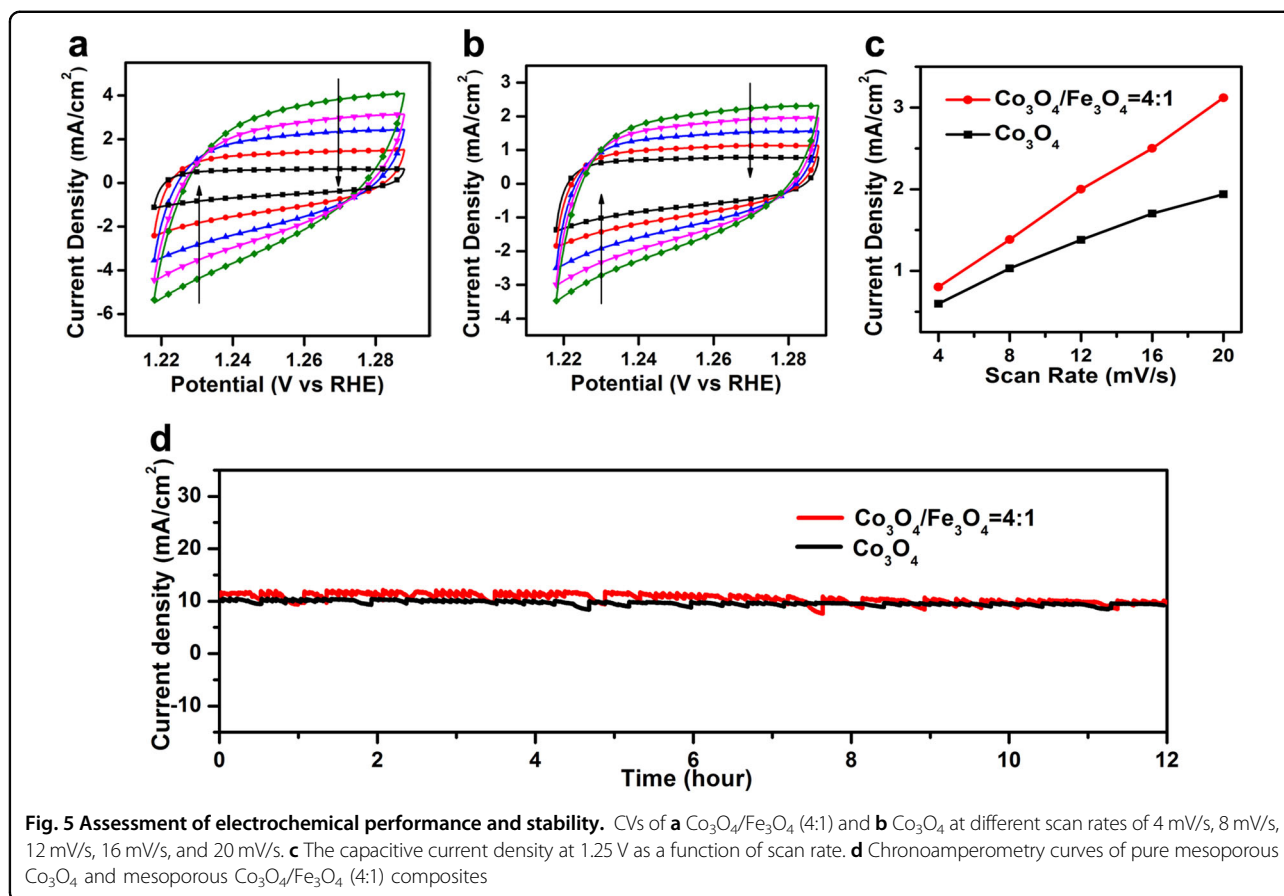 a
b
c
Current Density (mA/cm²)
4
2
0
-2
-4
-6
1.22 1.24 1.26 1.28
Potential (V vs RHE)
Current Density (mA/cm²)
3
2
1
0
-1
-2
-3
-4
1.22 1.24 1.26 1.28
Potential (V vs RHE)
Current Density (mA/cm²)
3
2
1
Co₃O₄/Fe₃O₄=4:1
Co₃O₄
4 8 12 16 20
Scan Rate (mV/s)
d
Current density (mA/cm²)
30
20
10
0
-10
Co₃O₄/Fe₃O₄=4:1
Co₃O₄
0 2 4 6 8 10 12
Time (hour)
Fig. 5 Assessment of electrochemical performance and stability. CVs of a Co₃O₄/Fe₃O₄ (4:1) and b Co₃O₄ at different scan rates of 4 mV/s, 8 mV/s,
12 mV/s, 16 mV/s, and 20 mV/s. c The capacitive current density at 1.25 V as a function of scan rate. d Chronoamperometry curves of pure mesoporous
Co₃O₄ and mesoporous Co₃O₄/Fe₃O₄ (4:1) composites